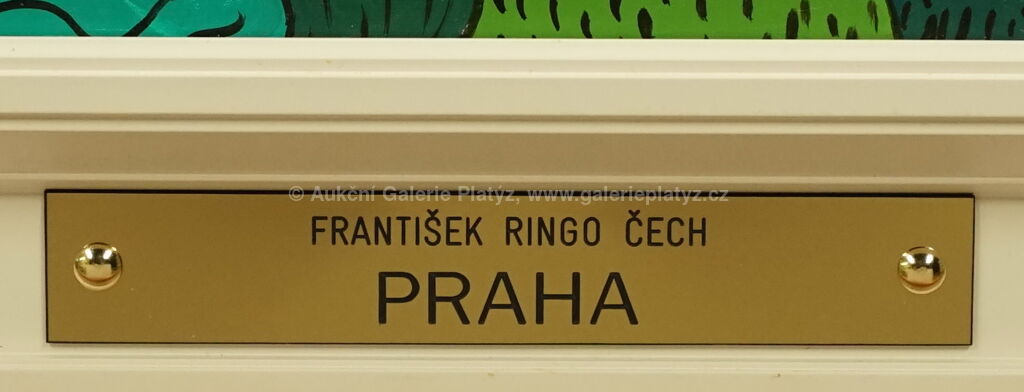 © Aukční Galerie Platýz, www.galerieplatyz.cz
FRANTIŠEK RINGO ČECH
PRAHA